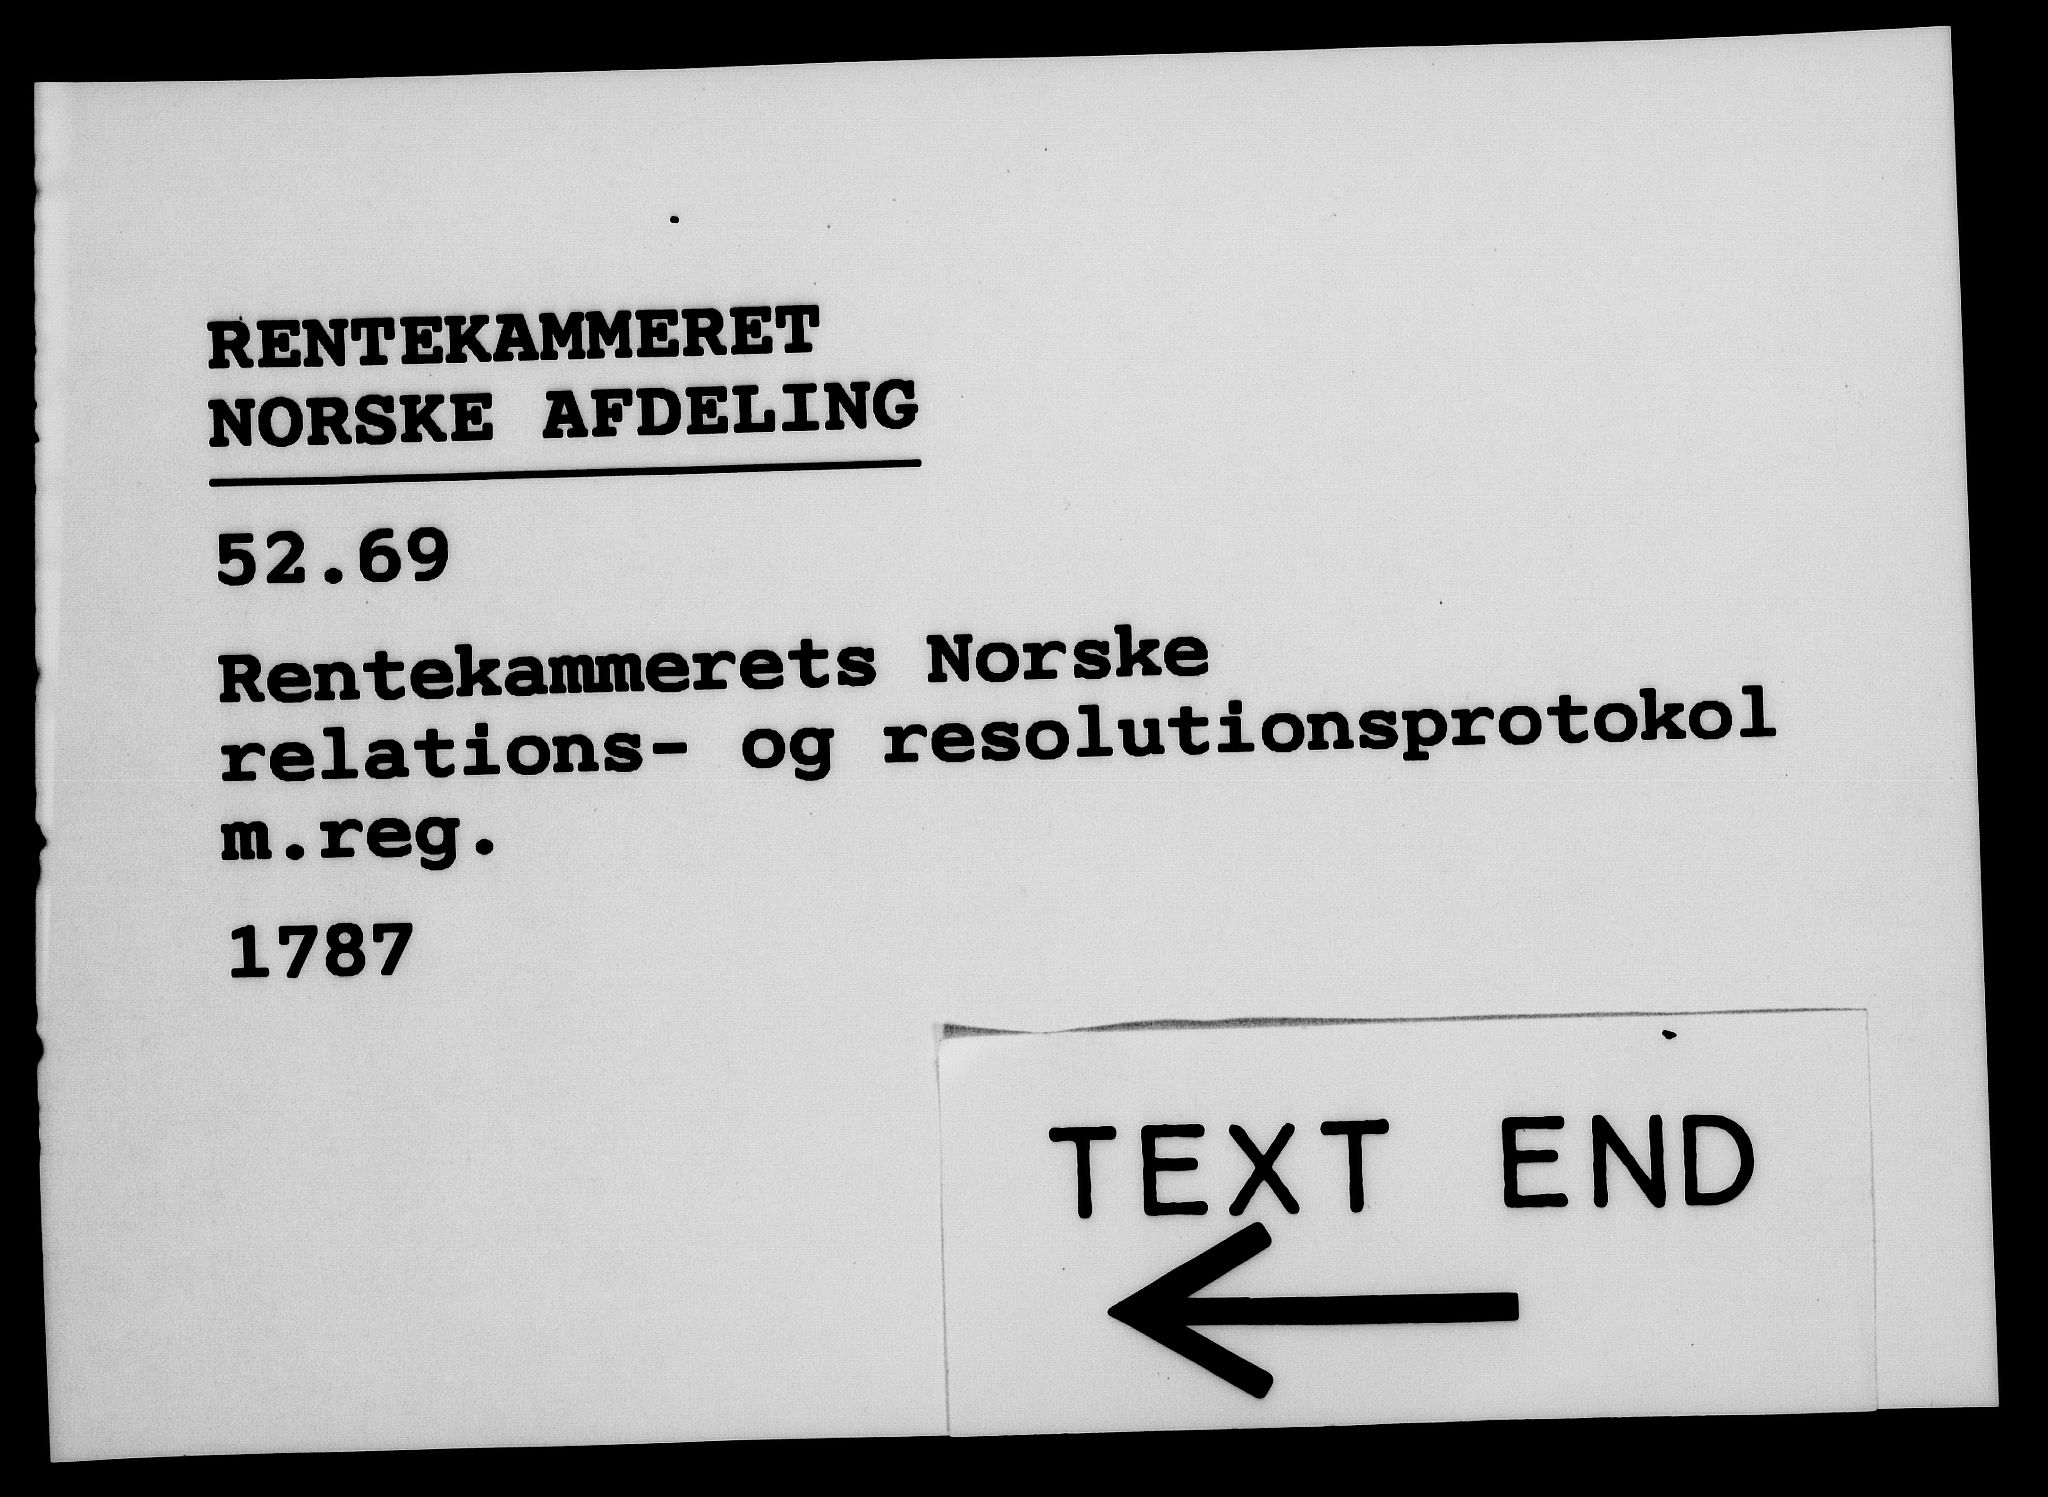 RENTEKAMMERET
NORSKE AFDELING
52.69
Rentekammerets Norske
relations- og resolutionsprotokol
m.reg.
1787
TEXT END